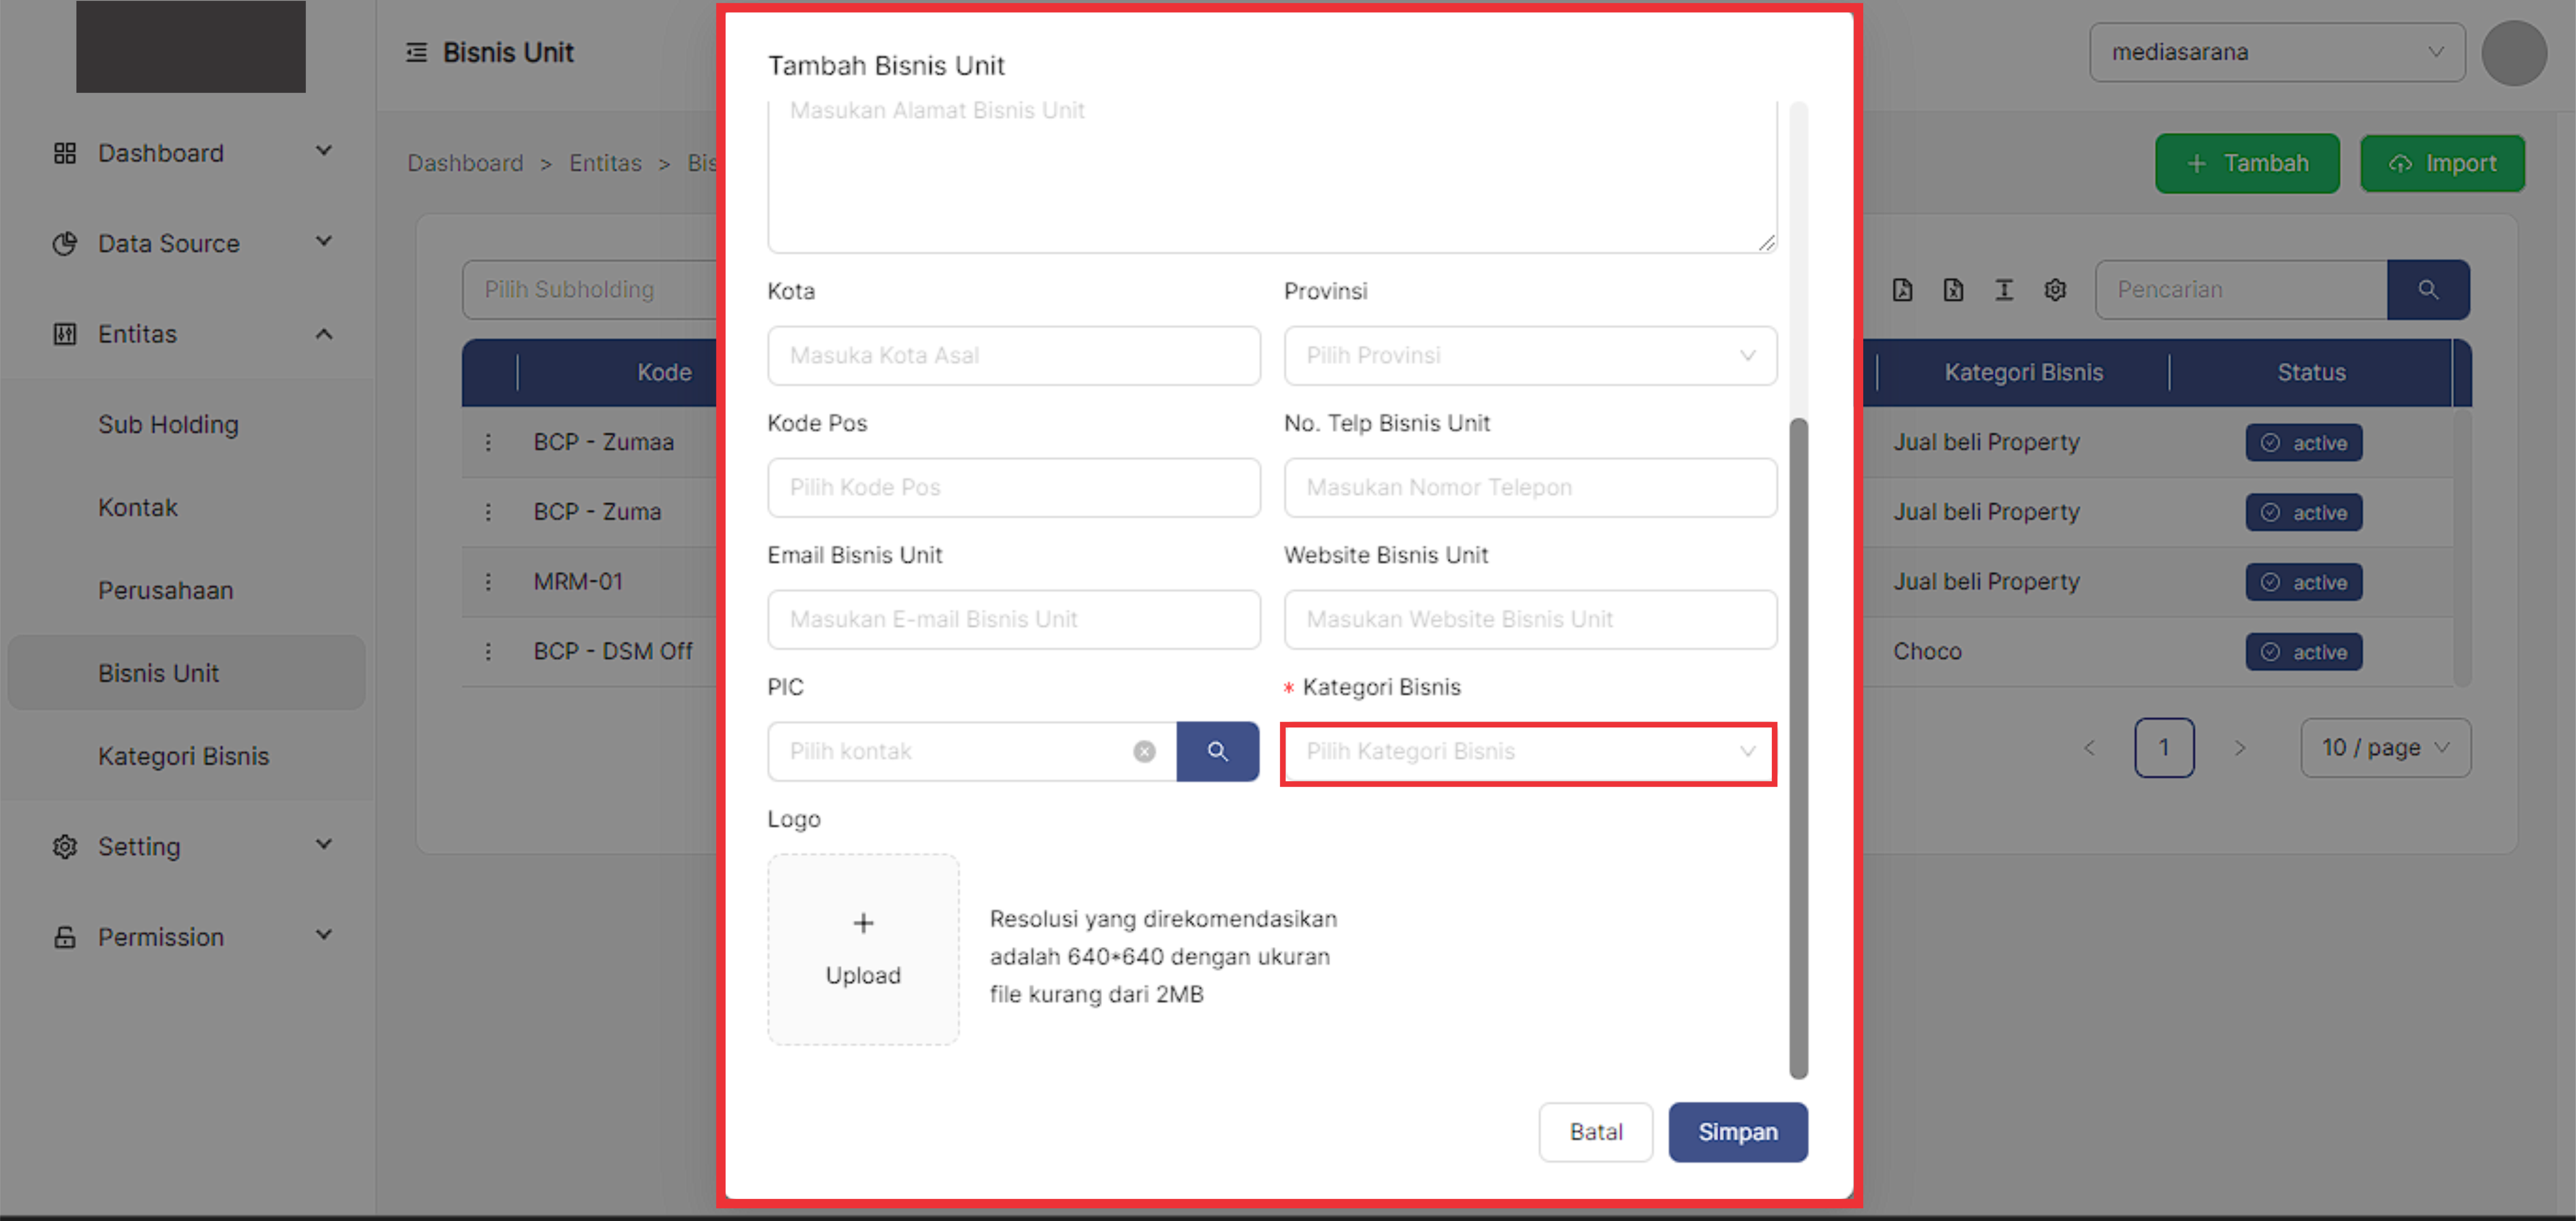 Bisnis Unit
mediasarana
Dashboard
Data Source
Entitas
Sub Holding
Kontak
Perusahaan
Bisnis Unit
Kategori Bisnis
Setting
Permission
Dashboard > Entitas > Bis
+ Tambah
Import
Pilih Subholding
Pencarian
Kode
Kategori Bisnis
Status
BCP - Zumaa
Jual beli Property
active
BCP - Zuma
Jual beli Property
active
MRM-01
Jual beli Property
active
BCP - DSM Off
Choco
active
< 1 >
10 / page
Tambah Bisnis Unit
Masukan Alamat Bisnis Unit
Kota
Provinsi
Masuka Kota Asal
Pilih Provinsi
Kode Pos
No. Telp Bisnis Unit
Pilih Kode Pos
Masukan Nomor Telepon
Email Bisnis Unit
Website Bisnis Unit
Masukan E-mail Bisnis Unit
Masukan Website Bisnis Unit
PIC
* Kategori Bisnis
Pilih kontak
Pilih Kategori Bisnis
Logo
+
Upload
Resolusi yang direkomendasikan
adalah 640*640 dengan ukuran
file kurang dari 2MB
Batal
Simpan